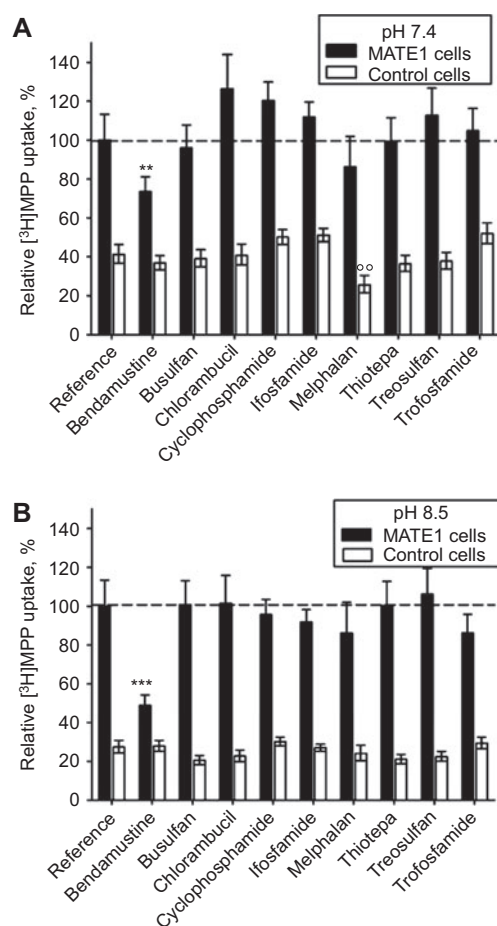 A
pH 7.4
MATE1 cells
Control cells
Relative [³H]MPP uptake, %
140
120
100
80
60
40
20
0
**
°°
Reference
Bendamustine
Busulfan
Chlorambucil
Cyclophosphamide
Ifosfamide
Melphalan
Thiotepa
Treosulfan
Trofosfamide
B
pH 8.5
MATE1 cells
Control cells
Relative [³H]MPP uptake, %
140
120
100
80
60
40
20
0
***
Reference
Bendamustine
Busulfan
Chlorambucil
Cyclophosphamide
Ifosfamide
Melphalan
Thiotepa
Treosulfan
Trofosfamide